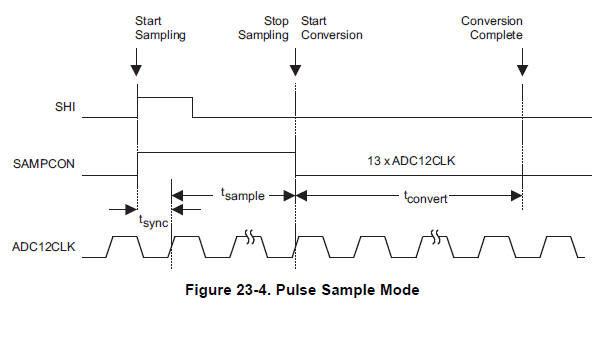 Start Sampling
Stop Sampling
Start Conversion
Conversion Complete
SHI
SAMPCON
13 x ADC12CLK
tsample
tconvert
tsync
ADC12CLK
Figure 23-4. Pulse Sample Mode